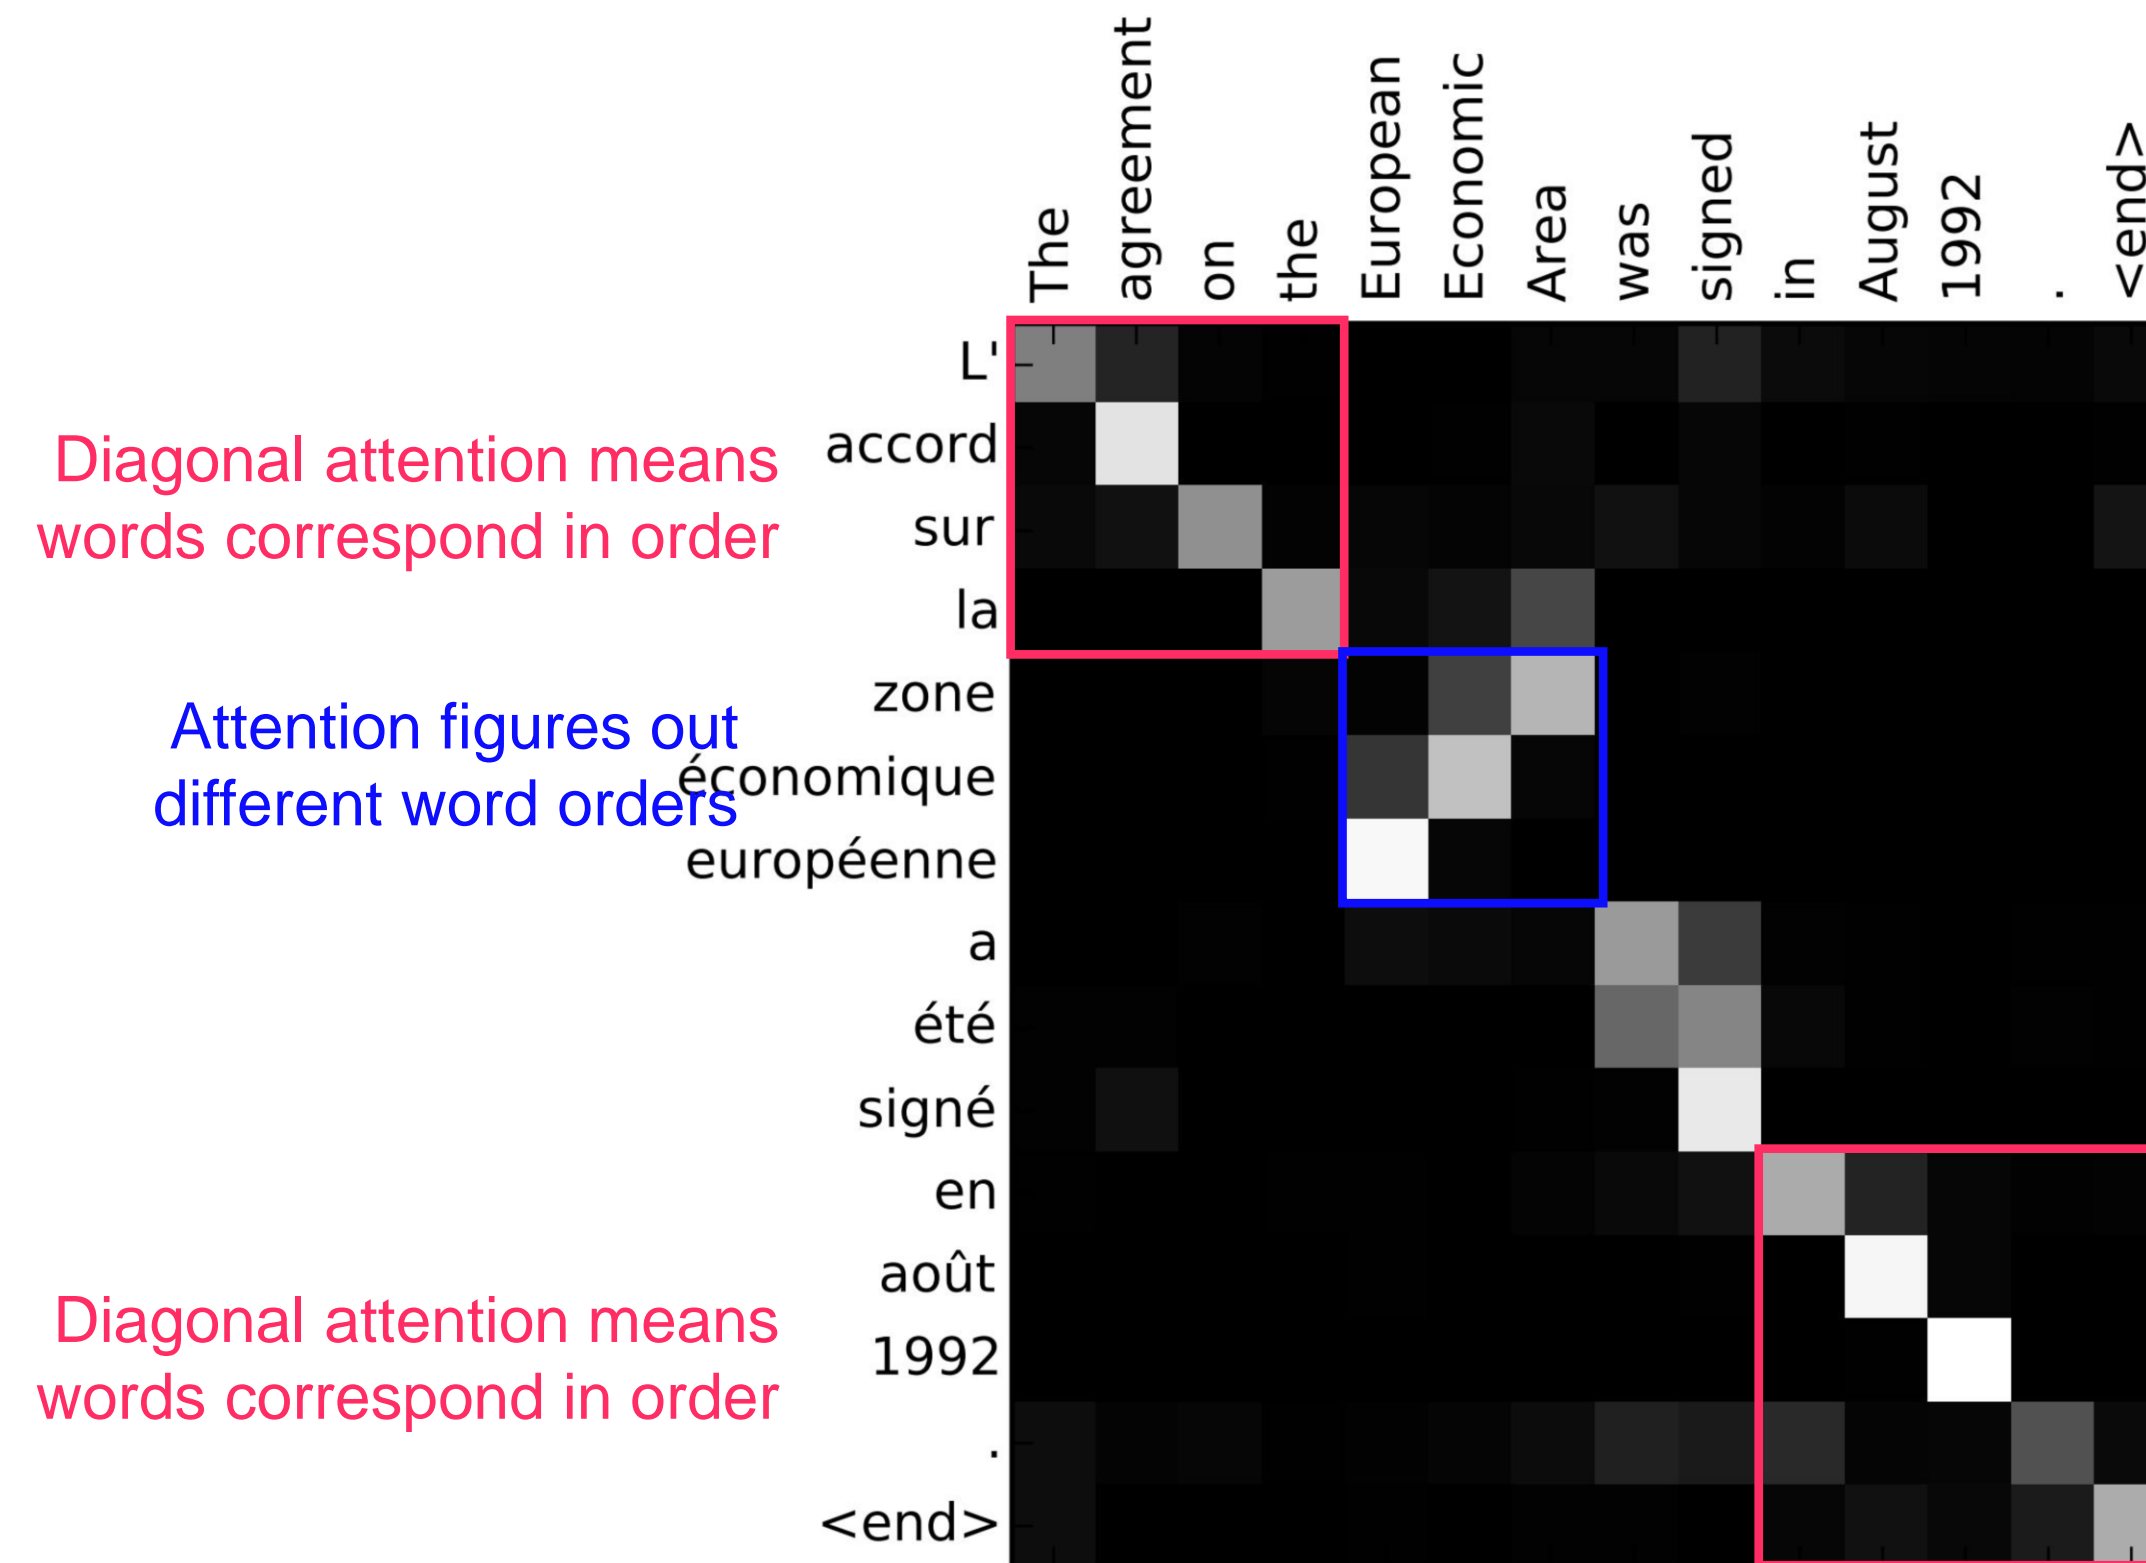 The
agreement
on
the
European
Economic
Area
was
signed
in
August
1992
.
<end>
L'
accord
sur
la
zone
économique
européenne
a
été
signé
en
août
1992
.
<end>
Diagonal attention means
words correspond in order
Attention figures out
different word orders
Diagonal attention means
words correspond in order